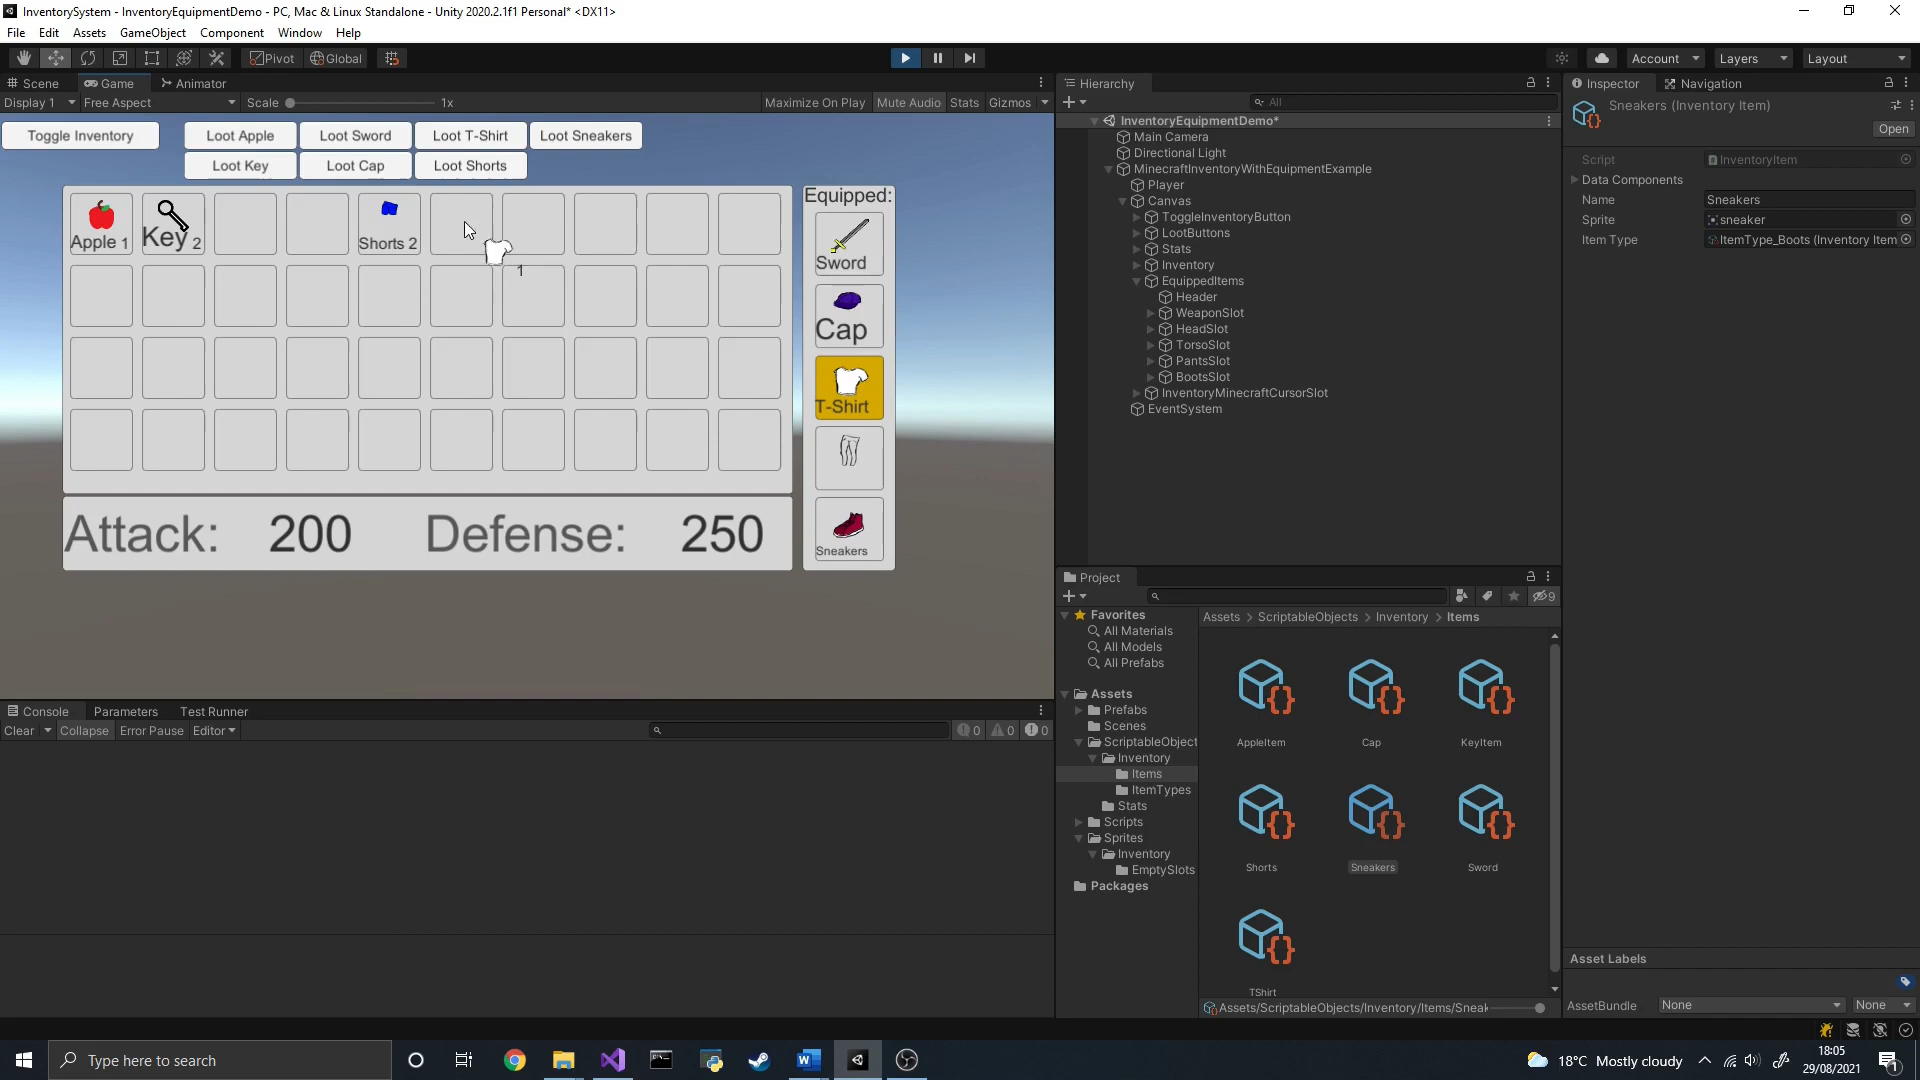 InventorySystem - InventoryEquipmentDemo - PC, Mac & Linux Standalone - Unity 2020.2.1f1 Personal* <DX11>
File Edit Assets GameObject Component Window Help
Pivot Global Account Layers Layout
Scene Game Animator
Display 1 Free Aspect Scale 1x Maximize On Play Mute Audio Stats Gizmos
Toggle Inventory Loot Apple Loot Sword Loot T-Shirt Loot Sneakers
Loot Key Loot Cap Loot Shorts
Apple 1 Key 2 Shorts 2
1
Equipped:
Sword
Cap
T-Shirt
Sneakers
Attack: 200 Defense: 250
Console Parameters Test Runner
Clear Collapse Error Pause Editor 0 0 0
Hierarchy
All
InventoryEquipmentDemo*
Main Camera
Directional Light
MinecraftInventoryWithEquipmentExample
Player
Canvas
ToggleInventoryButton
LootButtons
Stats
Inventory
EquippedItems
Header
WeaponSlot
HeadSlot
TorsoSlot
PantsSlot
BootsSlot
InventoryMinecraftCursorSlot
EventSystem
Project
9
Favorites
All Materials
All Models
All Prefabs
Assets
Prefabs
Scenes
ScriptableObject
Inventory
Items
ItemTypes
Stats
Scripts
Sprites
Inventory
EmptySlots
Packages
Assets > ScriptableObjects > Inventory > Items
AppleItem Cap KeyItem
Shorts Sneakers Sword
TShirt
Assets/ScriptableObjects/Inventory/Items/Sneak
Inspector Navigation
Sneakers (Inventory Item)
Open
Script InventoryItem
Data Components
Name Sneakers
Sprite sneaker
Item Type ItemType_Boots (Inventory Item
Asset Labels
AssetBundle None None
Type here to search
18°C Mostly cloudy
18:05
29/08/2021
1